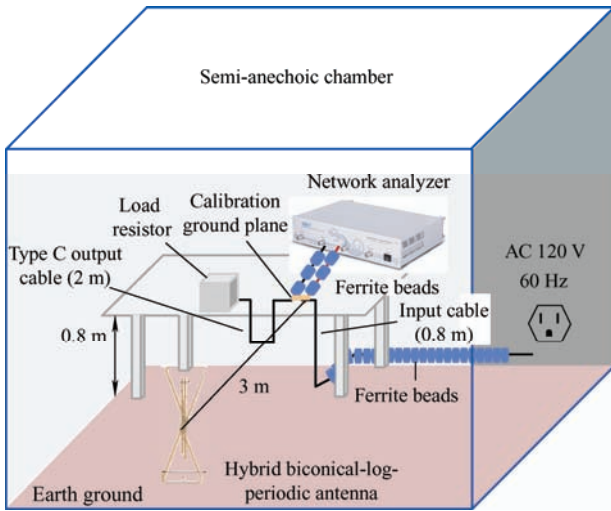 Semi-anechoic chamber
Network analyzer
Calibration
ground plane
Load
resistor
Type C output
cable (2 m)
Ferrite beads
Input cable
(0.8 m)
AC 120 V
60 Hz
0.8 m
3 m
Ferrite beads
Hybrid biconical-log-
periodic antenna
Earth ground